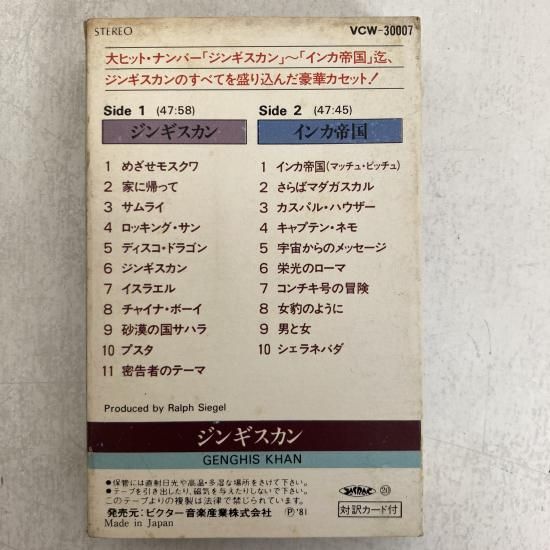 STEREO
VCW-30007
大ヒット・ナンバー「ジンギスカン」〜「インカ帝国」迄、
ジンギスカンのすべてを盛り込んだ豪華カセット!
Side 1 (47:58)
ジンギスカン
1 めざせモスクワ
2 家に帰って
3 サムライ
4 ロッキング・サン
5 ディスコ・ドラゴン
6 ジンギスカン
7 イスラエル
8 チャイナ・ボーイ
9 砂漠の国サハラ
10 プスタ
11 密告者のテーマ
Side 2 (47:45)
インカ帝国
1 インカ帝国(マッチュ・ピッチュ)
2 さらばマダガスカル
3 カスパル・ハウザー
4 キャプテン・ネモ
5 宇宙からのメッセージ
6 栄光のローマ
7 コンチキ号の冒険
8 女豹のように
9 男と女
10 シェラネバダ
Produced by Ralph Siegel
ジンギスカン
GENGHIS KHAN
●保管には直射日光や高温・多湿な場所をさけて下さい。
●テープを引き出したり、磁気を与えたりしないで下さい。
このテープよりの複製は法律で禁じられています。
発売元:ビクター音楽産業株式会社 Ⓟ'81
Made in Japan
⑳
対訳カード付